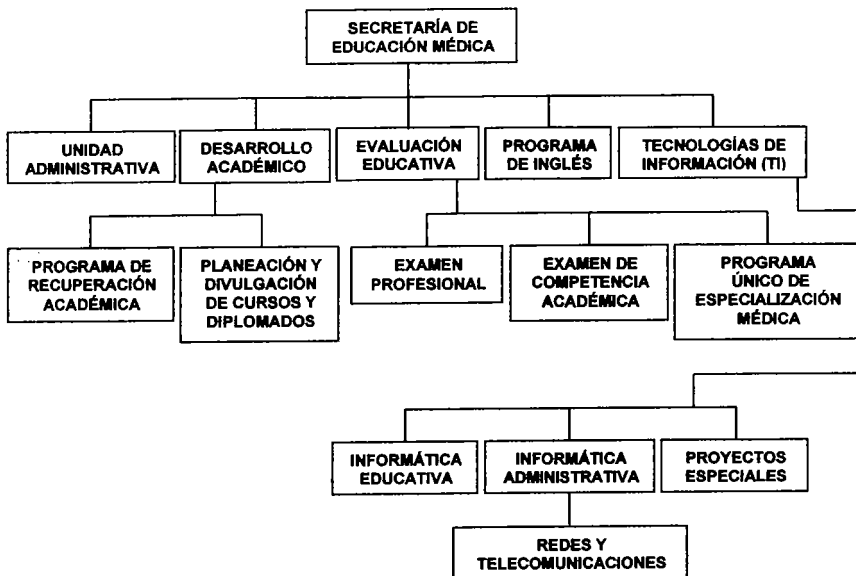 SECRETARÍA DE
EDUCACIÓN MÉDICA
UNIDAD
ADMINISTRATIVA
DESARROLLO
ACADÉMICO
EVALUACIÓN
EDUCATIVA
PROGRAMA
DE INGLÉS
TECNOLOGÍAS DE
INFORMACIÓN (TI)
PROGRAMA DE
RECUPERACIÓN
ACADÉMICA
PLANEACIÓN Y
DIVULGACIÓN
DE CURSOS Y
DIPLOMADOS
EXAMEN
PROFESIONAL
EXAMEN DE
COMPETENCIA
ACADÉMICA
PROGRAMA
ÚNICO DE
ESPECIALIZACIÓN
MÉDICA
INFORMÁTICA
EDUCATIVA
INFORMÁTICA
ADMINISTRATIVA
PROYECTOS
ESPECIALES
REDES Y
TELECOMUNICACIONES